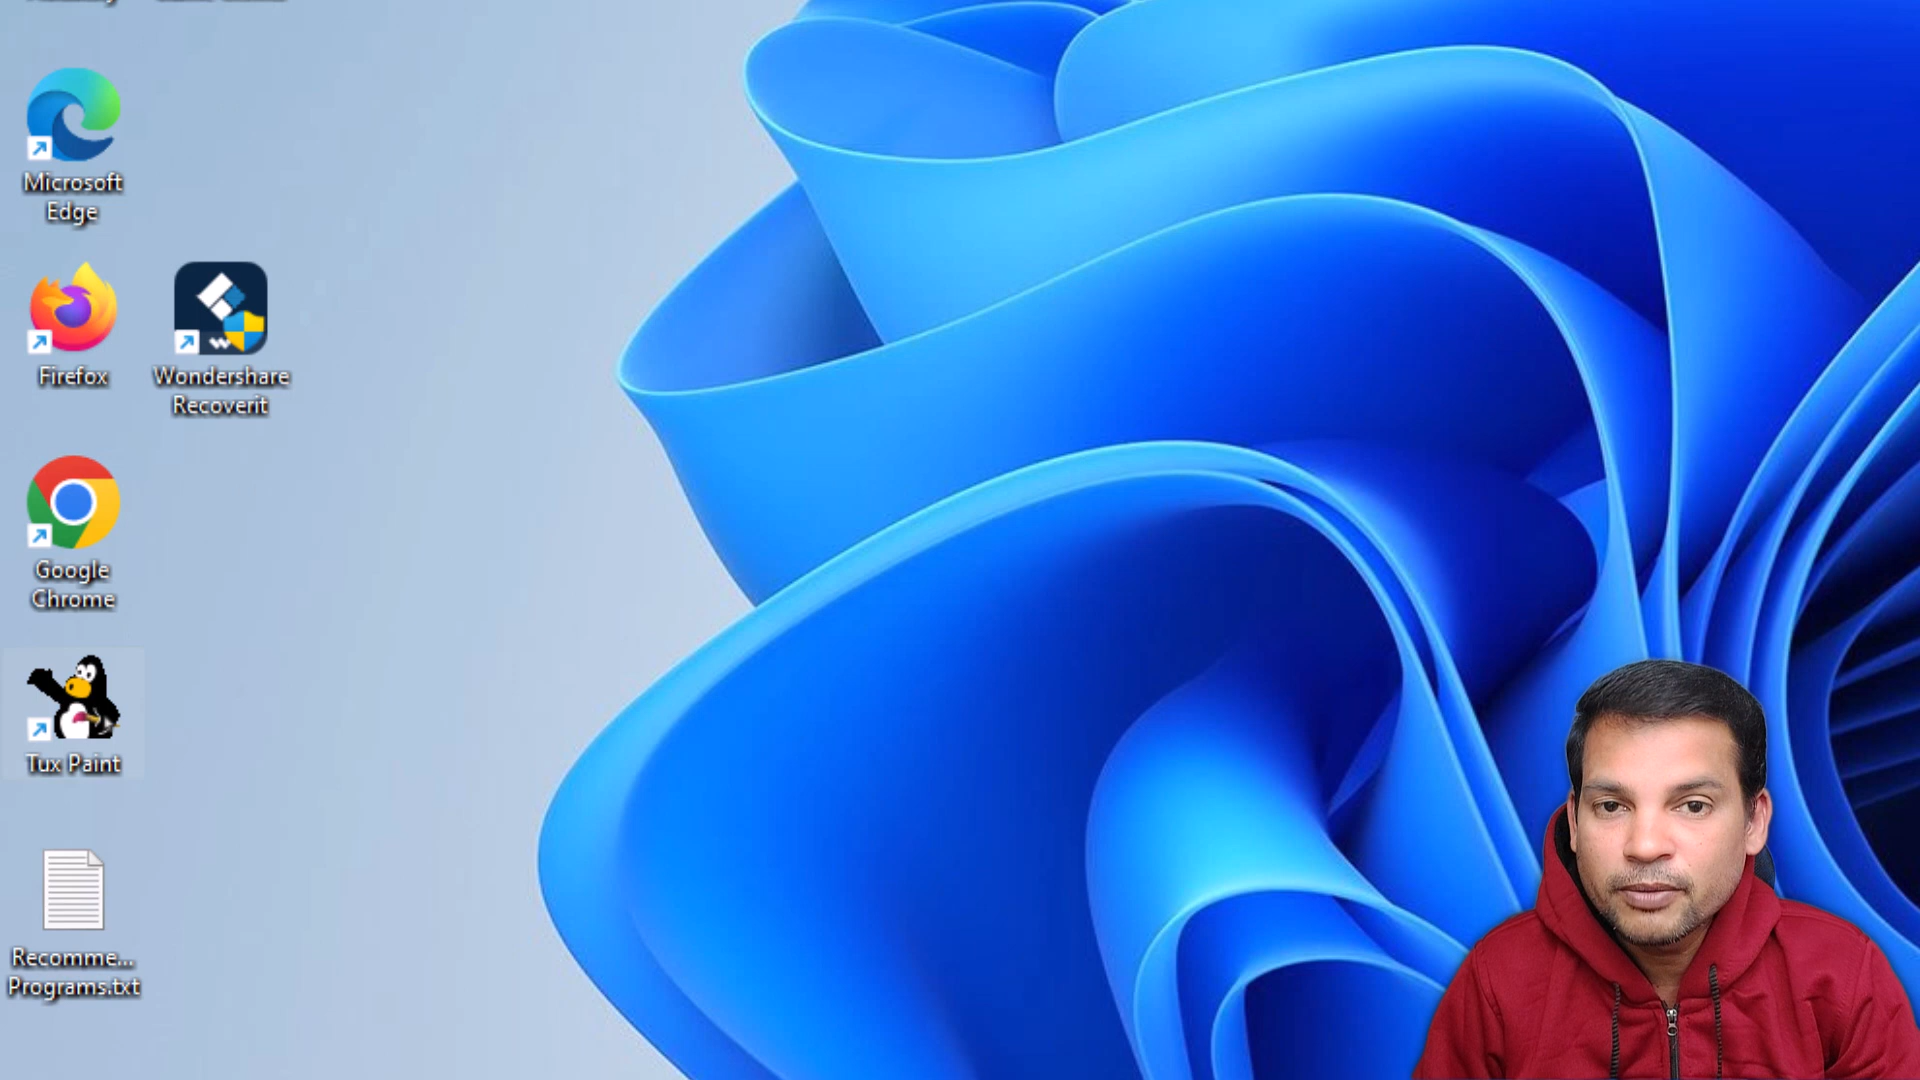 Microsoft
Edge
Firefox
Wondershare
Recoverit
Google
Chrome
Tux Paint
Recomme...
Programs.txt